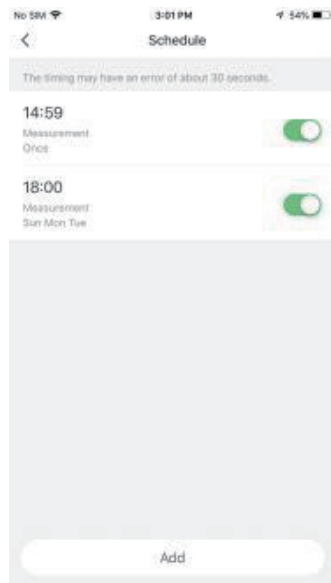 No SIM 3:01 PM 54%
Schedule
The timing may have an error of about 30 seconds.
14:59
Measurement
Once
18:00
Measurement
Sun Mon Tue
Add